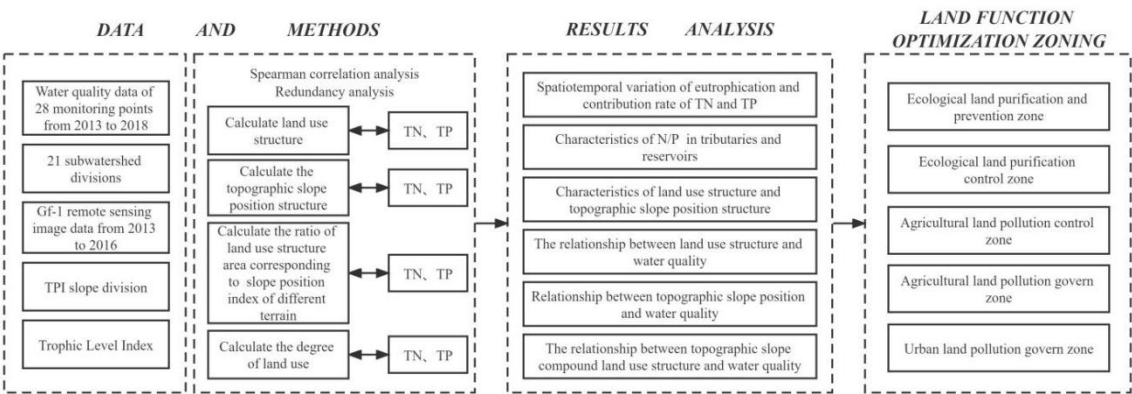 DATA AND METHODS
RESULTS ANALYSIS
LAND FUNCTION
OPTIMIZATION ZONING
Water quality data of
28 monitoring points
from 2013 to 2018
21 subwatershed
divisions
Gf-1 remote sensing
image data from 2013
to 2016
TPI slope division
Trophic Level Index
Spearman correlation analysis
Redundancy analysis
Calculate land use
structure
TN、TP
Calculate the
topographic slope
position structure
TN、TP
Calculate the ratio of
land use structure
area corresponding
to slope position
index of different
terrain
TN、TP
Calculate the degree
of land use
TN、TP
Spatiotemporal variation of eutrophication and
contribution rate of TN and TP
Characteristics of N/P in tributaries and
reservoirs
Characteristics of land use structure and
topographic slope position structure
The relationship between land use structure and
water quality
Relationship between topographic slope position
and water quality
The relationship between topographic slope
compound land use structure and water quality
Ecological land purification and
prevention zone
Ecological land purification
control zone
Agricultural land pollution control
zone
Agricultural land pollution govern
zone
Urban land pollution govern zone